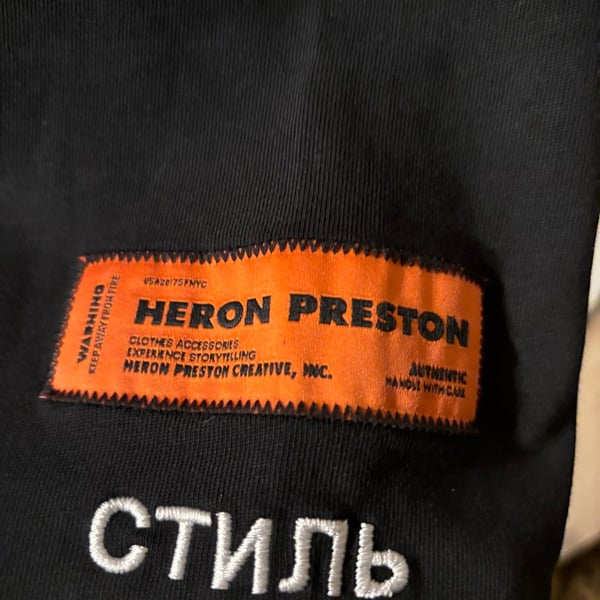 WARNING
KEEP AWAY FROM FIRE
HERON PRESTON
CLOTHES ACCESSORIES
EXPERIENCE STORYTELLING
HERON PRESTON CREATIVE, INC.
AUTHENTIC
HANDLE WITH CARE
СТИЛЬ